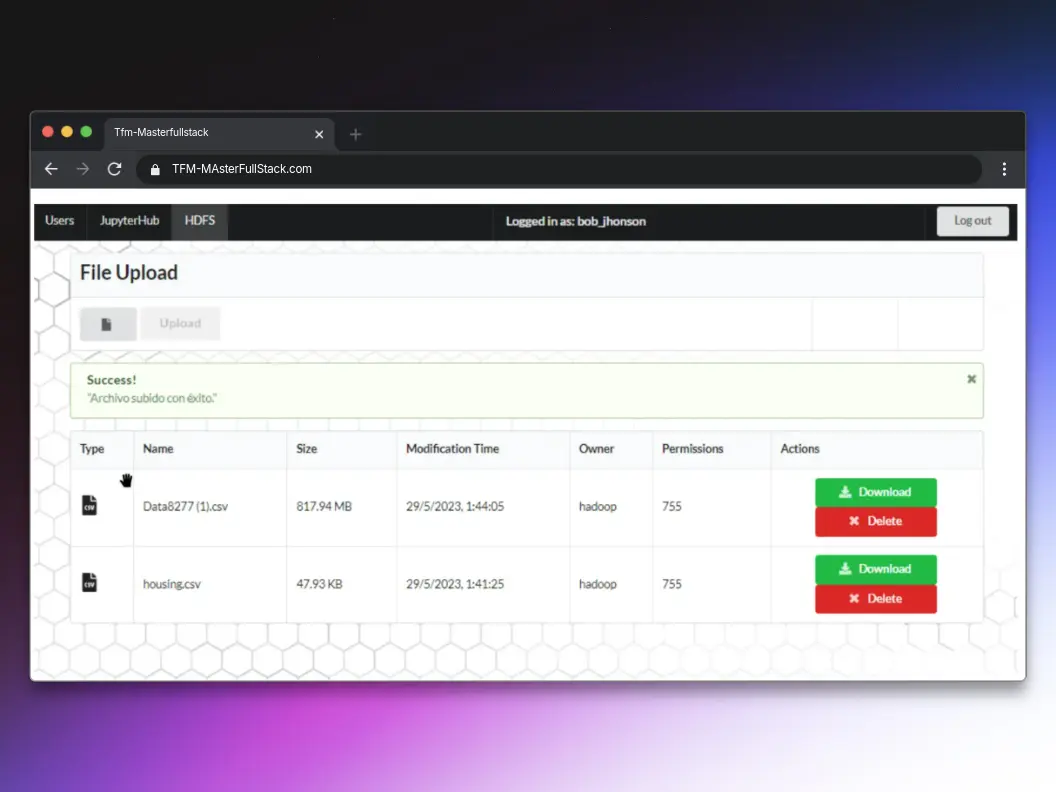 Tfm-Masterfullstack
TFM-MAsterFullStack.com
Users JupyterHub HDFS Logged in as: bob_jhonson Log out
File Upload
Upload
Success!
"Archivo subido con éxito."
Type Name Size Modification Time Owner Permissions Actions
CSV Data8277 (1).csv 817.94 MB 29/5/2023, 1:44:05 hadoop 755 Download
Delete
CSV housing.csv 47.93 KB 29/5/2023, 1:41:25 hadoop 755 Download
Delete